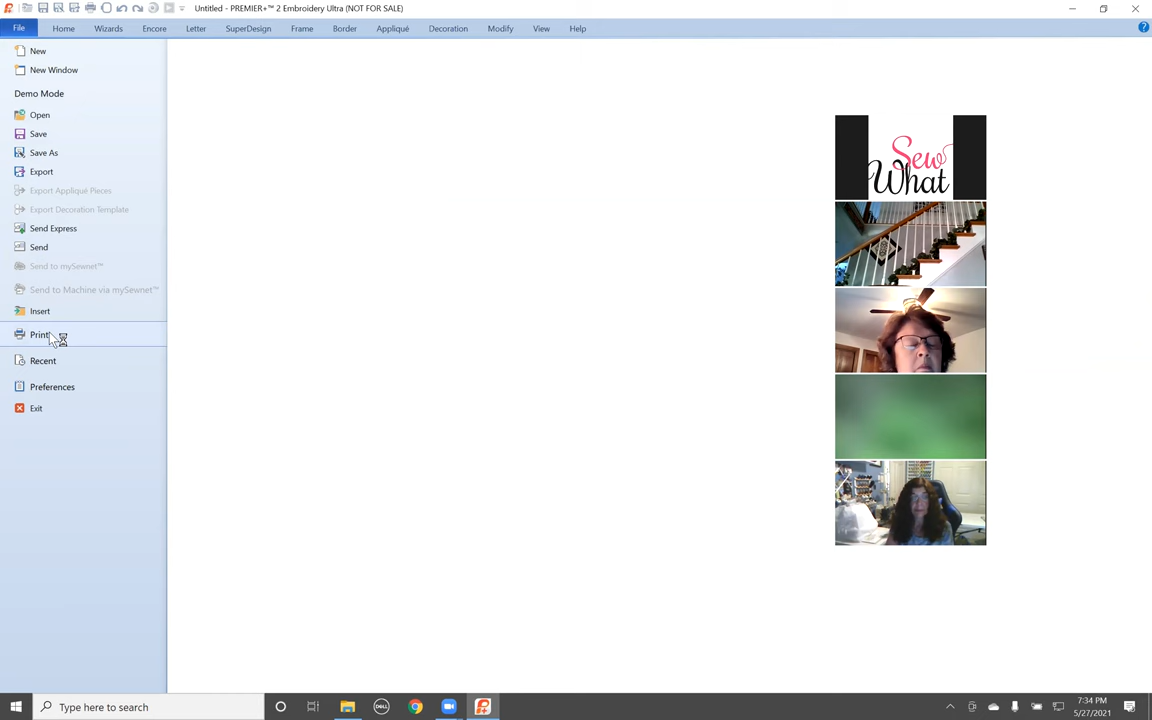 Untitled - PREMIER+™ 2 Embroidery Ultra (NOT FOR SALE)
File Home Wizards Encore Letter SuperDesign Frame Border Appliqué Decoration Modify View Help
New
New Window
Demo Mode
Open
Save
Save As
Export
Export Appliqué Pieces
Export Decoration Template
Send Express
Send
Send to mySewnet™
Send to Machine via mySewnet™
Insert
Print
Recent
Preferences
Exit
Sew
What
Type here to search
DELL
7:34 PM
5/27/2021